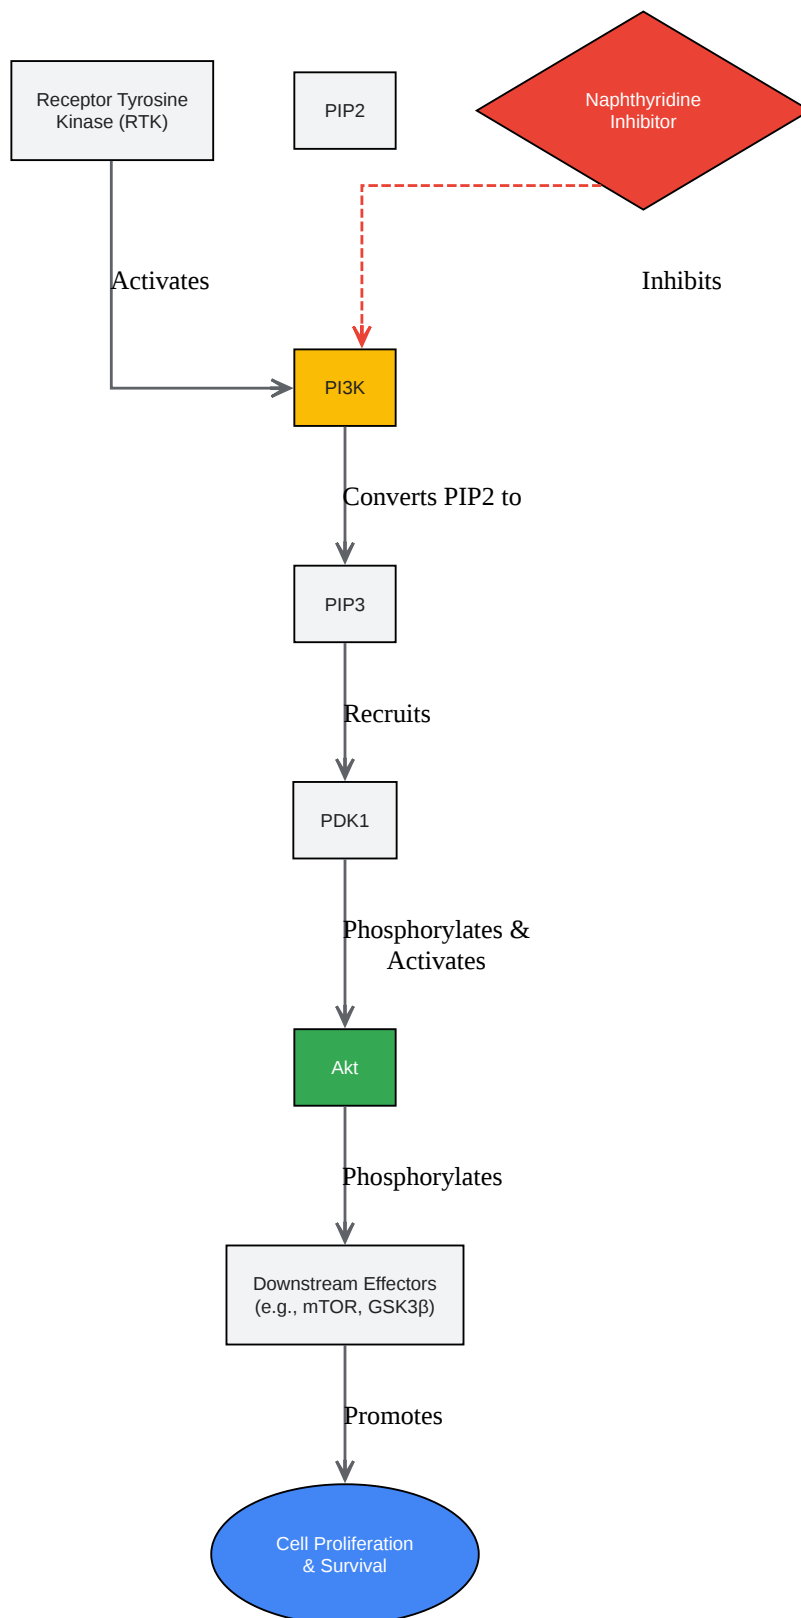 Receptor Tyrosine
Kinase (RTK)
PIP2
Naphthyridine
Inhibitor
Activates
Inhibits
PI3K
Converts PIP2 to
PIP3
Recruits
PDK1
Phosphorylates &
Activates
Akt
Phosphorylates
Downstream Effectors
(e.g., mTOR, GSK3β)
Promotes
Cell Proliferation
& Survival